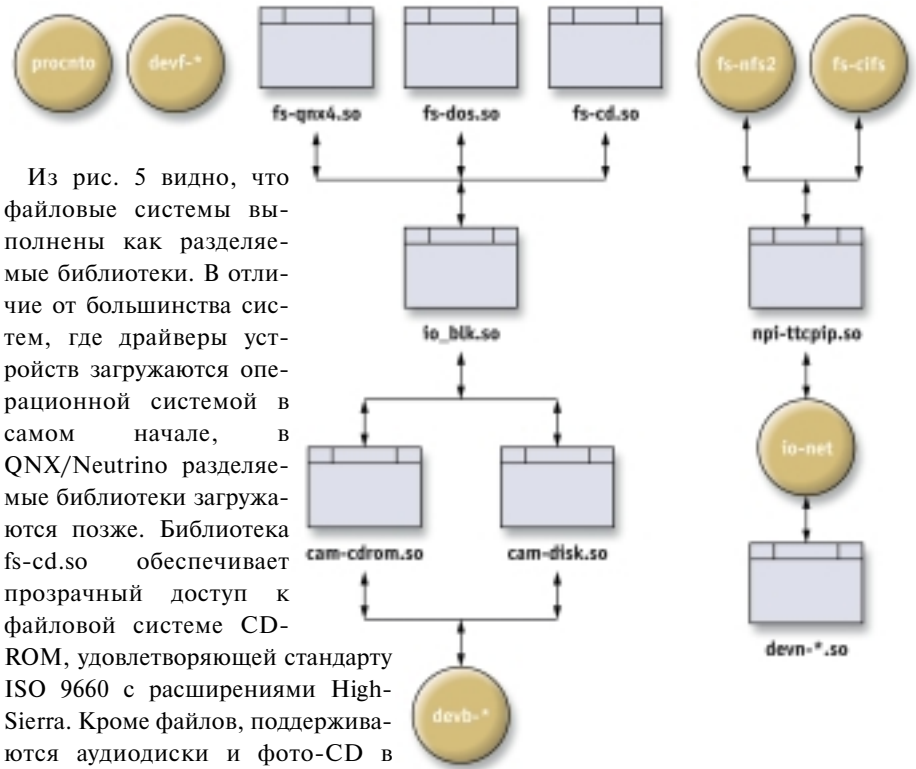 procnto
devf-*
fs-nfs2
fs-cifs
fs-qnx4.so
fs-dos.so
fs-cd.so
Из рис. 5 видно, что
файловые системы вы-
полнены как разделяе-
мые библиотеки. В отли-
чие от большинства сис-
тем, где драйверы уст-
ройств загружаются опе-
рационной системой в
самом начале, в
QNX/Neutrino разделяе-
мые библиотеки загружа-
ются позже. Библиотека
fs-cd.so обеспечивает
прозрачный доступ к
файловой системе CD-
ROM, удовлетворяющей стандарту
ISO 9660 с расширениями High-
Sierra. Кроме файлов, поддержива-
ются аудиодиски и фото-CD в
io_blk.so
npi-ttcpip.so
io-net
cam-cdrom.so
cam-disk.so
devn-*.so
devb-*